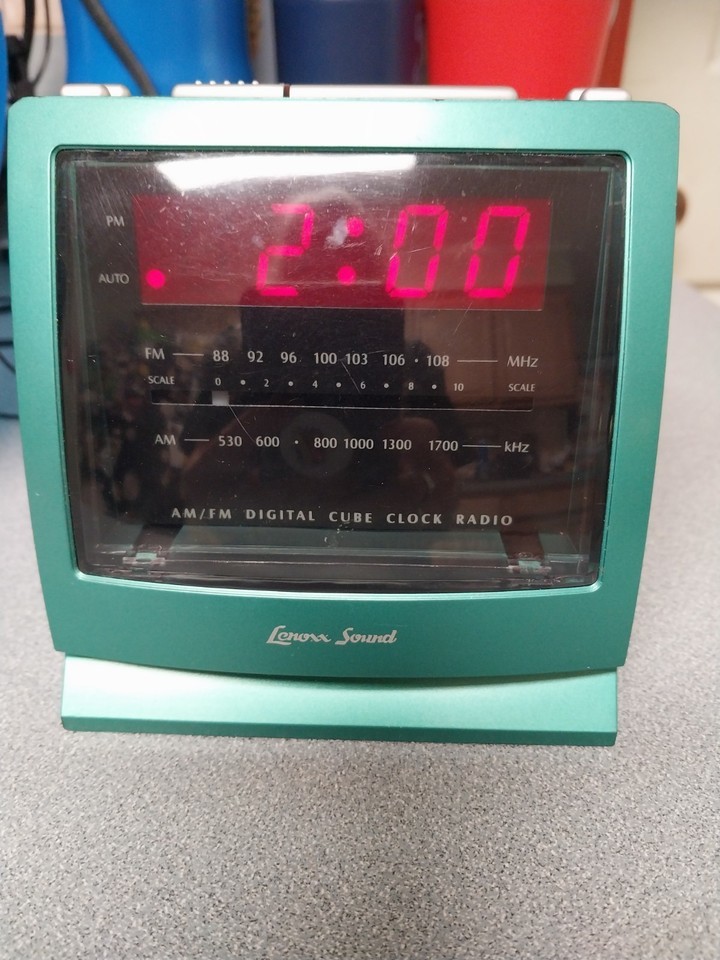 PM
2:00
AUTO
FM 88 92 96 100 103 106 · 108 MHz
SCALE 0 • 2 • 4 • 6 • 8 • 10 SCALE
AM 530 600 • 800 1000 1300 1700 kHz
AM/FM DIGITAL CUBE CLOCK RADIO
Lenoxx Sound